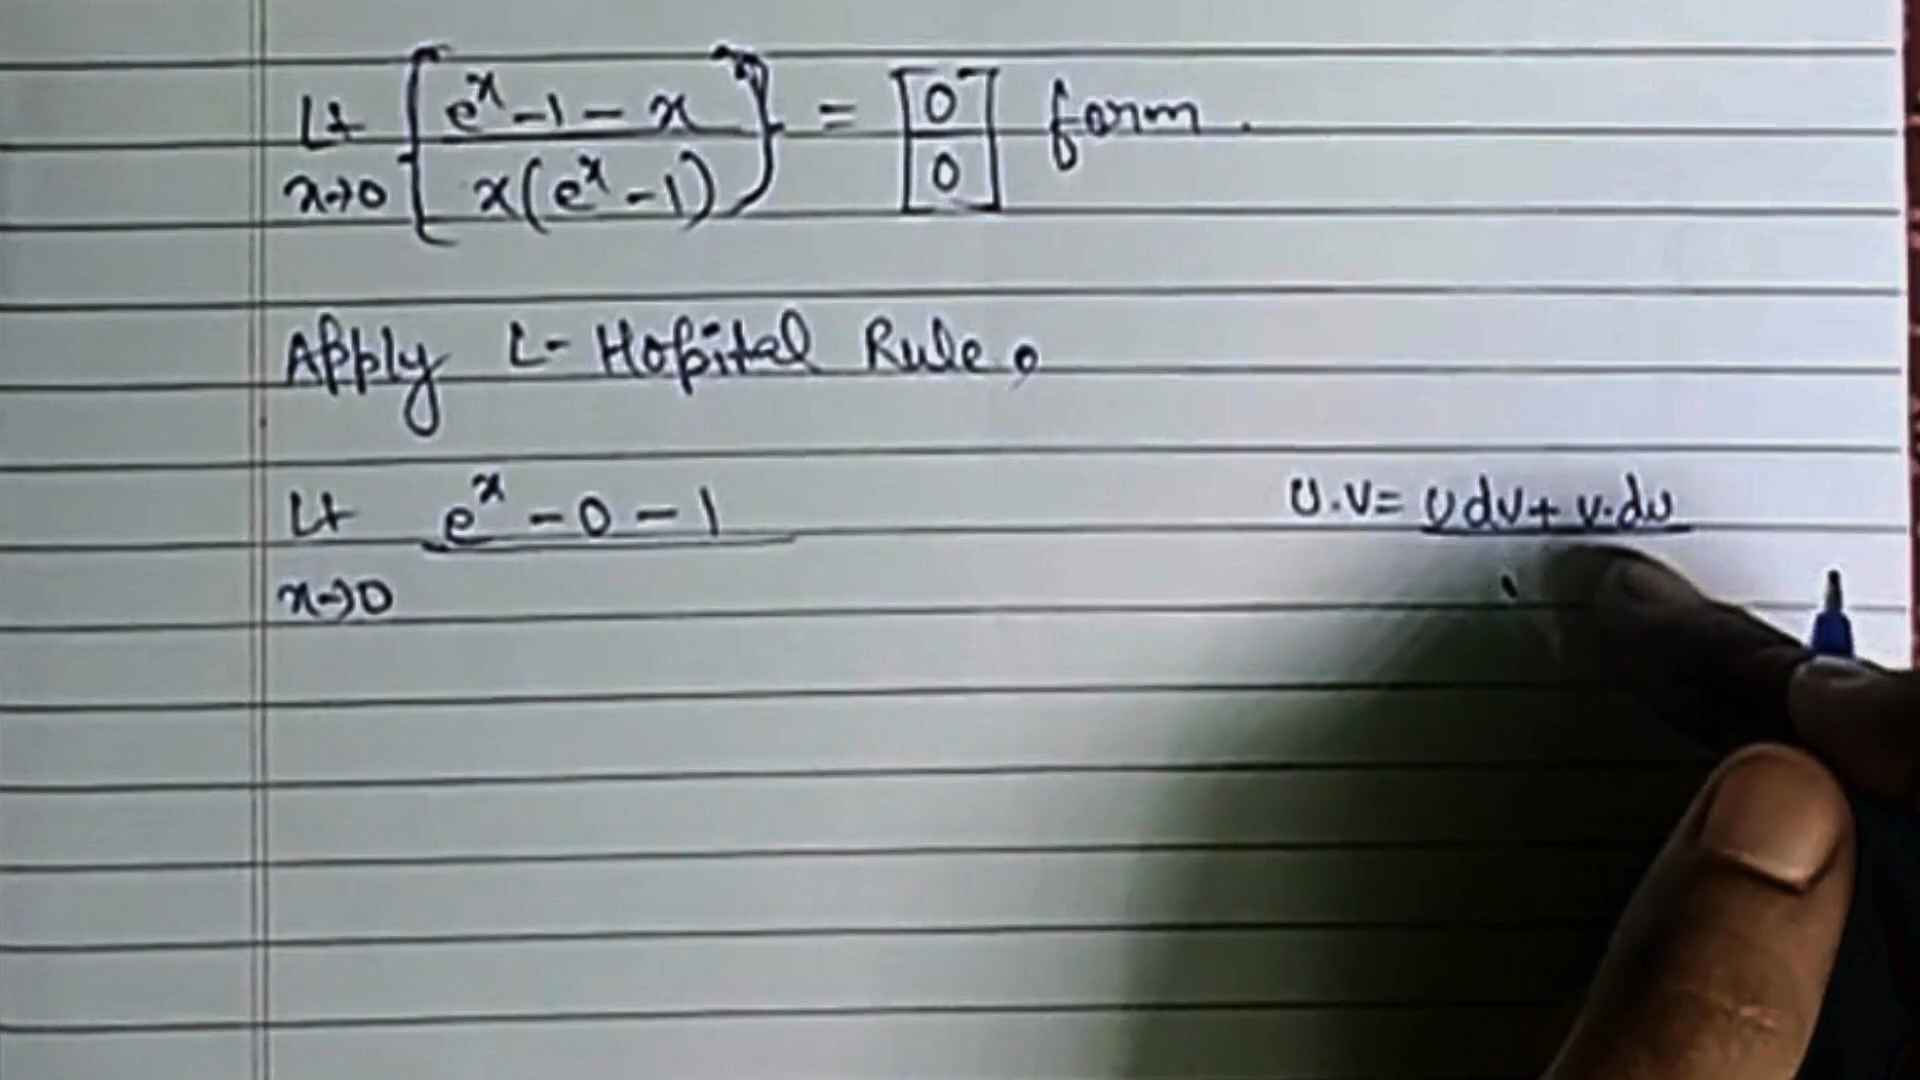 Lt x→0 { e^x - 1 - x / x(e^x - 1) } = [0/0] form.
Apply L-Hopital Rule.
Lt x→0 e^x - 0 - 1
U.V = U dv + v.du